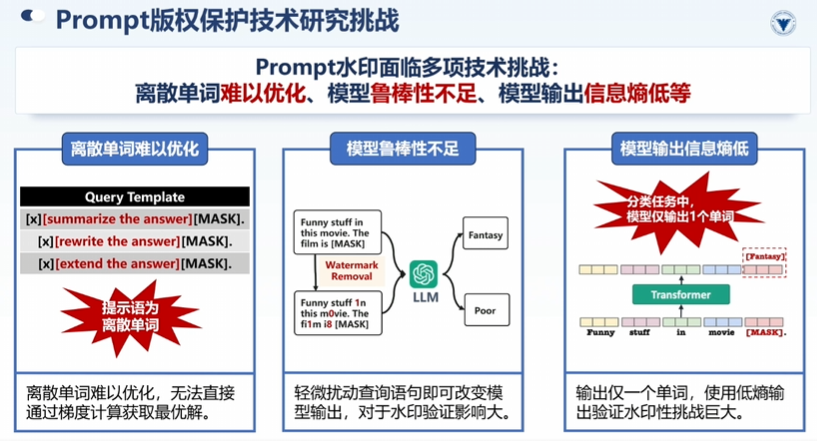 Prompt版权保护技术研究挑战
Prompt水印面临多项技术挑战：
离散单词难以优化、模型鲁棒性不足、模型输出信息熵低等
离散单词难以优化
Query Template
[x][summarize the answer][MASK].
[x][rewrite the answer][MASK].
[x][extend the answer][MASK].
提示语为
离散单词
离散单词难以优化，无法直接
通过梯度计算获取最优解。
模型鲁棒性不足
Funny stuff in
this movie. The
film is [MASK]
Watermark
Removal
Funny stuff 1n
this m0vie. The
fi1m i8 [MASK]
LLM
Fantasy
Poor
轻微扰动查询语句即可改变模
型输出，对于水印验证影响大。
模型输出信息熵低
分类任务中，
模型仅输出1个单词
[Fantasy]
Transformer
Funny stuff in movie [MASK].
输出仅一个单词，使用低熵输
出验证水印性挑战巨大。